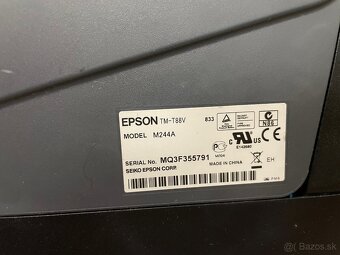 EPSON TM-T88V 833
MODEL M244A
SERIAL No. MQ3F355791
SEIKO EPSON CORP. MADE IN CHINA EH
bazos.sk